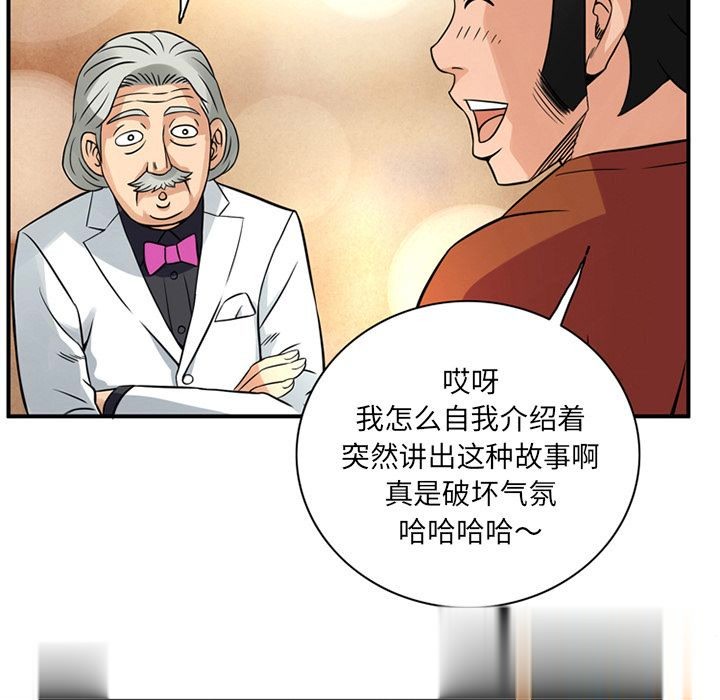 哎呀
我怎么自我介绍着
突然讲出这种故事啊
真是破坏气氛
哈哈哈哈～